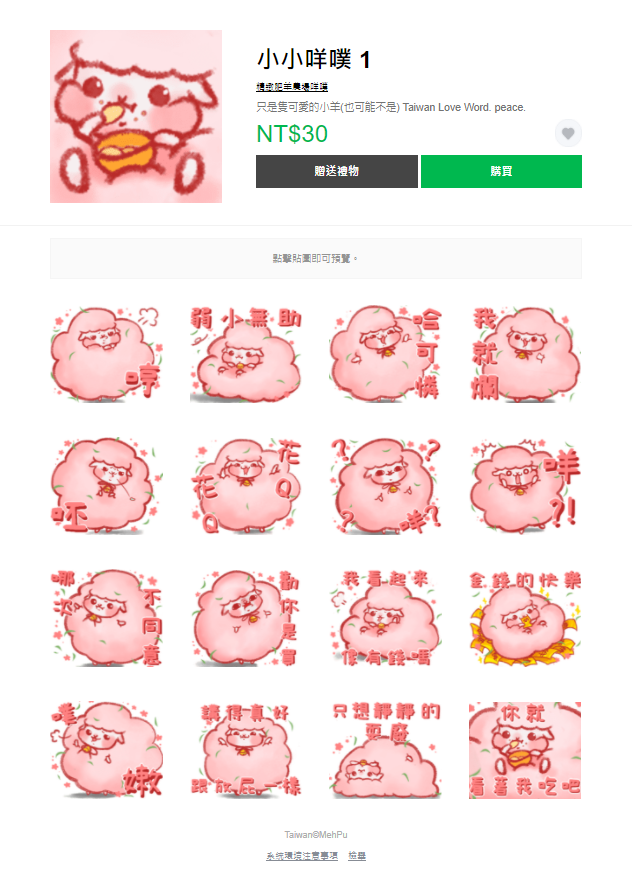 小小咩噗 1
只是隻可愛的小羊(也可能不是) Taiwan Love Word. peace.
NT$30
贈送禮物
購買
點擊貼圖即可預覽。
哼
弱小無助
哈可憐
我就爛
呸
花Q
花Q
? ? ? 咩?
咩?!
哪次不同意
勸你是買
我看起來
像有錢嗎
金錢的快樂
噗嫩
講得真好
跟放屁一樣
只想靜靜的
耍廢
你就
看著我吃吧
Taiwan©MehPu
系統環境注意事項 檢舉